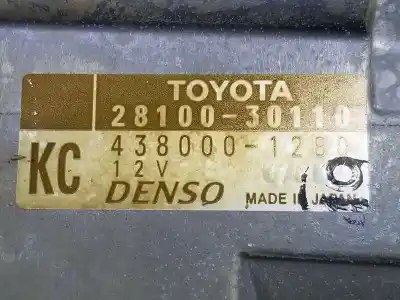 TOYOTA
28100-30110
KC 438000-1280
12V
DENSO MADE IN JAPAN